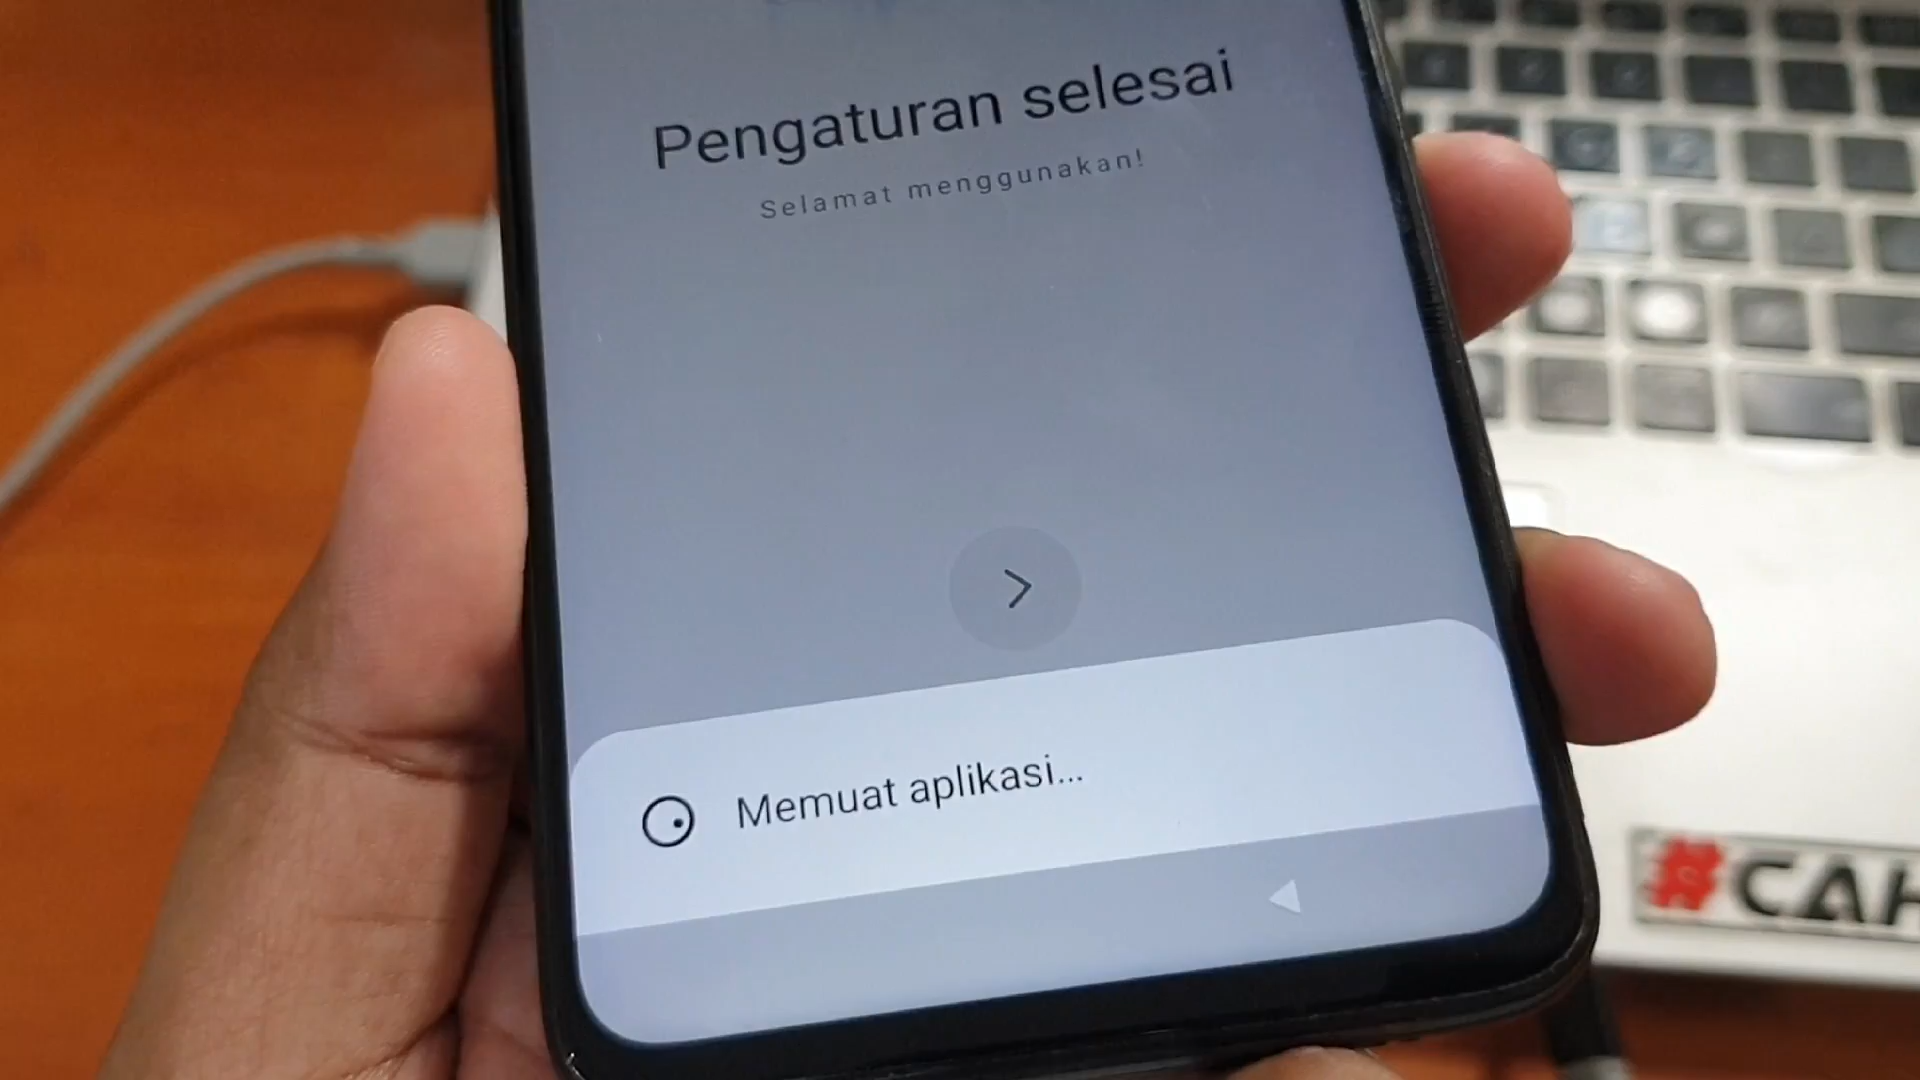 Pengaturan selesai
Selamat menggunakan!
Memuat aplikasi...
#CAH